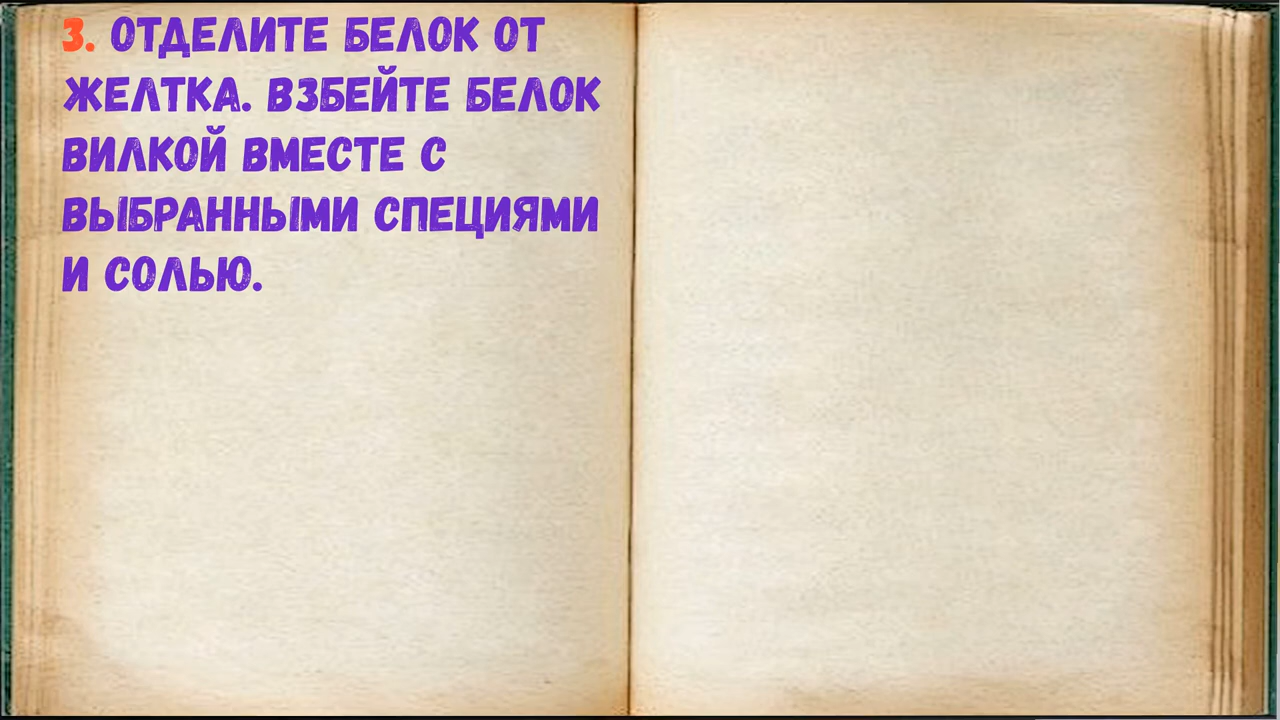 3. ОТДЕЛИТЕ БЕЛОК ОТ
ЖЕЛТКА. ВЗБЕЙТЕ БЕЛОК
ВИЛКОЙ ВМЕСТЕ С
ВЫБРАННЫМИ СПЕЦИЯМИ
И СОЛЬЮ.